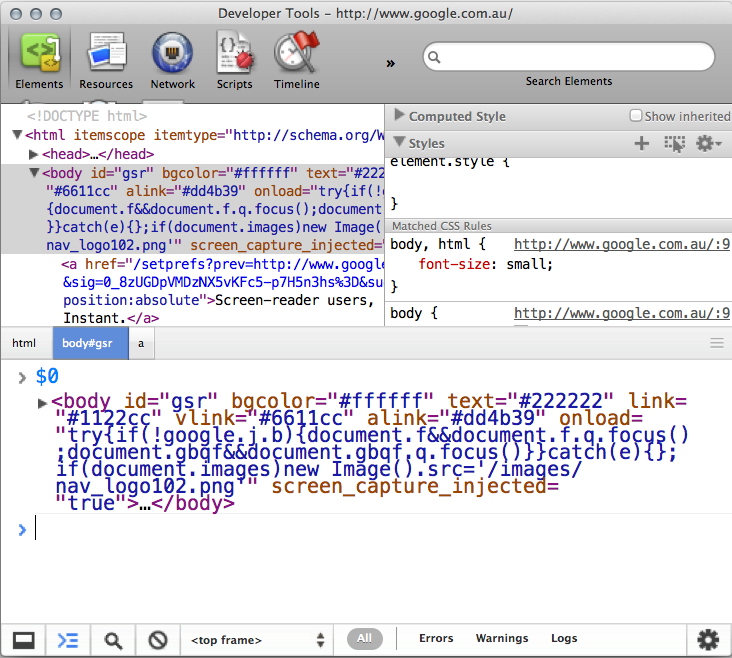 Developer Tools – http://www.google.com.au/
Elements
Resources
Network
Scripts
Timeline
»
Search Elements
<!DOCTYPE html>
▼<html itemscope itemtype="http://schema.org/W
▶<head>…</head>
▼<body id="gsr" bgcolor="#ffffff" text="#222
"#6611cc" alink="#dd4b39" onload="try{if(!g
{document.f&&document.f.q.focus();document
}}catch(e){};if(document.images)new Image(
nav_logo102.png'" screen_capture_injected="
<a href="/setprefs?prev=http://www.google
&sig=0_8zUGDpVMDzNX5vKFc5-p7H5n3hs%3D&su
position:absolute">Screen-reader users,
Instant.</a>
▶ Computed Style
Show inherited
▼ Styles
element.style {
}
Matched CSS Rules
body, html { http://www.google.com.au/:9
font-size: small;
}
body { http://www.google.com.au/:9
html body#gsr a
> $0
▶<body id="gsr" bgcolor="#ffffff" text="#222222" link=
"#1122cc" vlink="#6611cc" alink="#dd4b39" onload=
"try{if(!google.j.b){document.f&&document.f.q.focus()
;document.gbqf&&document.gbqf.q.focus()}}catch(e){};
if(document.images)new Image().src='/images/
nav_logo102.png'" screen_capture_injected=
"true">…</body>
>
<top frame> All Errors Warnings Logs